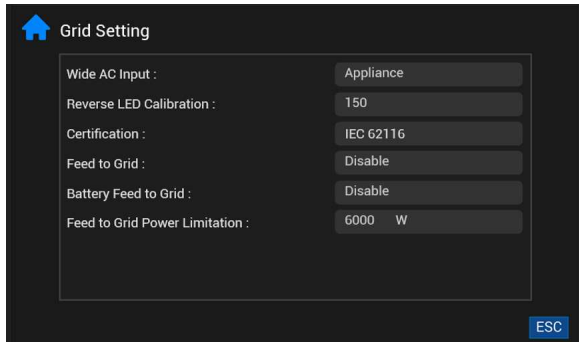 Grid Setting
Wide AC Input : Appliance
Reverse LED Calibration : 150
Certification : IEC 62116
Feed to Grid : Disable
Battery Feed to Grid : Disable
Feed to Grid Power Limitation : 6000 W
ESC